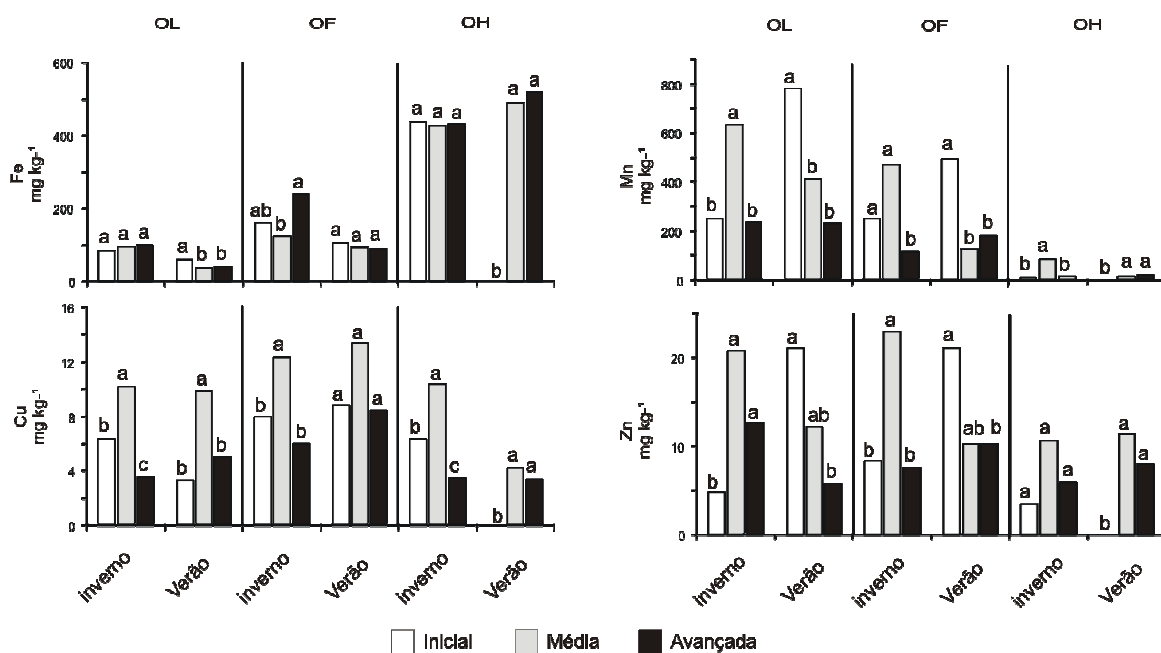 OL OF OH
600
400
200
0
Fe
mg kg-1
a a a a b b ab b a a a a a a a b a a
16
12
8
4
0
Cu
mg kg-1
b a c b a b b a b a a a b a c b a a
inverno Verão inverno Verão inverno Verão
OL OF OH
800
600
400
200
0
Mn
mg kg-1
b a b a b b a a b a b b b a b b a a
20
10
0
Zn
mg kg-1
b a a a ab b b a b a ab b a a a b a a
inverno Verão inverno Verão inverno Verão
Inicial Média Avançada